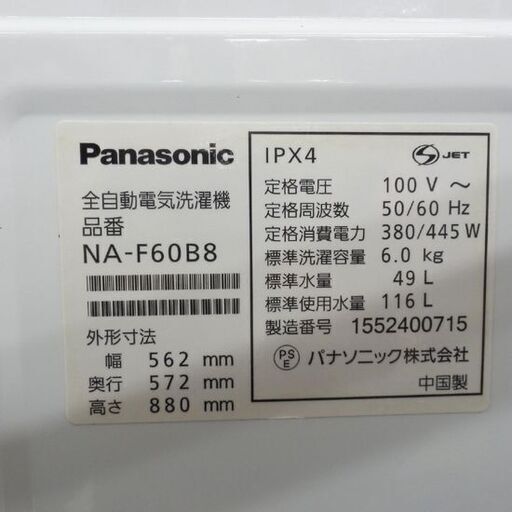 Panasonic
全自動電気洗濯機
品番
NA-F60B8
外形寸法
幅 562 mm
奥行 572 mm
高さ 880 mm
IPX4
S JET
定格電圧 100 V ～
定格周波数 50/60 Hz
定格消費電力 380/445 W
標準洗濯容量 6.0 kg
標準水量 49 L
標準使用水量 116 L
製造番号 1552400715
PSE パナソニック株式会社
中国製